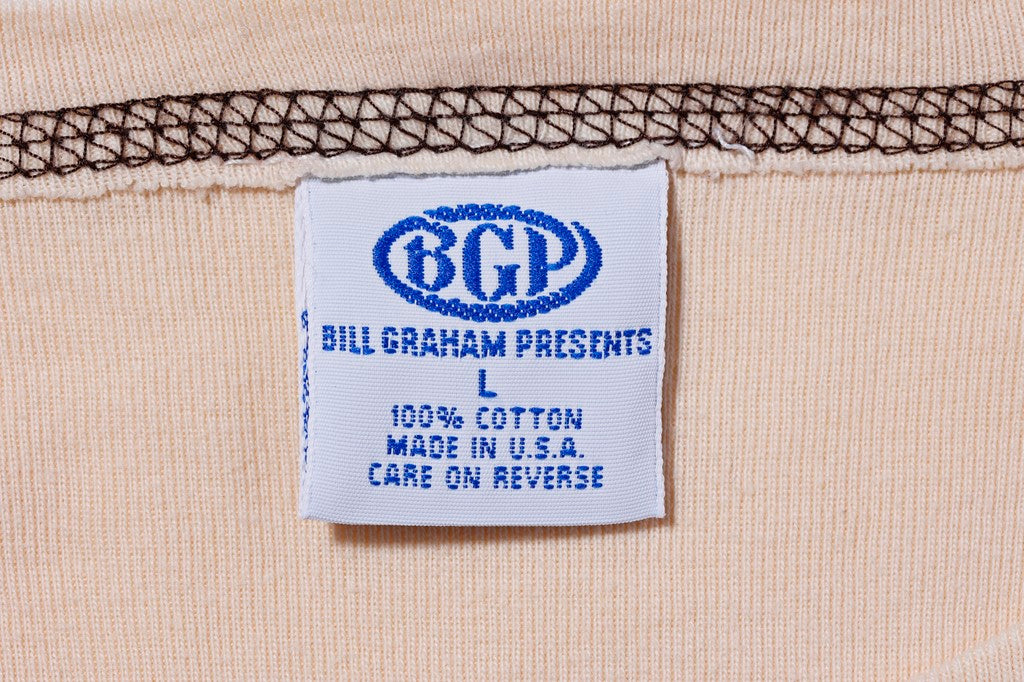 BGP
BILL GRAHAM PRESENTS
L
100% COTTON
MADE IN U.S.A.
CARE ON REVERSE